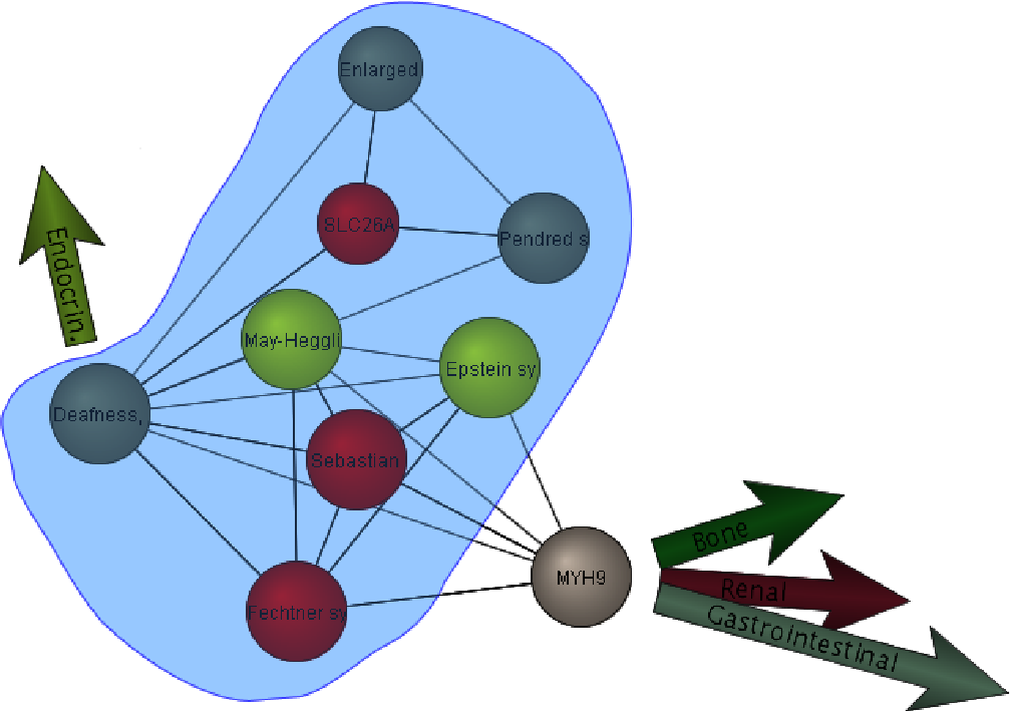 Enlarged
SLC26A
Pendred s
Endocrin.
May-Heggli
Epstein sy
Deafness,
Sebastian
Bone
MYH9
Renal
Fechtner sy
Gastrointestinal